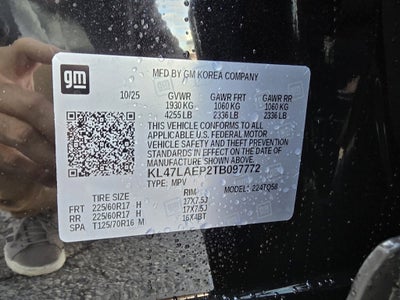 gm
MFD BY GM KOREA COMPANY
10/25 GVWR GAWR FRT GAWR RR
1930 KG 1060 KG 1060 KG
4255 LB 2336 LB 2336 LB
THIS VEHICLE CONFORMS TO ALL
APPLICABLE U.S. FEDERAL MOTOR
VEHICLE SAFETY AND THEFT PREVENTION
STANDARDS IN EFFECT ON THE DATE OF
MANUFACTURE SHOWN ABOVE.
KL47LAEP2TB097772
TYPE: MPV MODEL: 224TQ58
TIRE SIZE RIM
FRT 225/60R17 H 17X7.5J
RR 225/60R17 H 17X7.5J
SPA T125/70R16 M 16X4BT